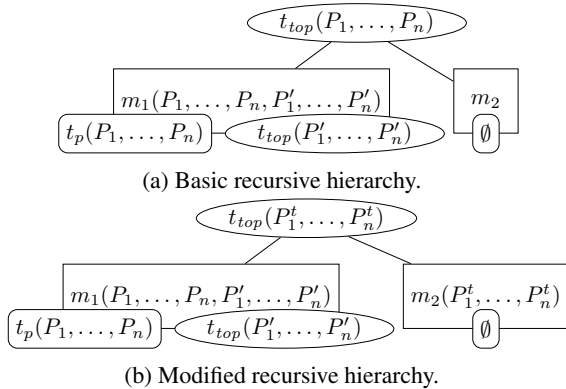 t_{top}(P_1, . . . , P_n)
m_1(P_1, . . . , P_n, P'_1, . . . , P'_n) m_2
t_p(P_1, . . . , P_n) t_{top}(P'_1, . . . , P'_n) ∅
(a) Basic recursive hierarchy.
t_{top}(P^t_1, . . . , P^t_n)
m_1(P_1, . . . , P_n, P'_1, . . . , P'_n) m_2(P^t_1, . . . , P^t_n)
t_p(P_1, . . . , P_n) t_{top}(P'_1, . . . , P'_n) ∅
(b) Modified recursive hierarchy.